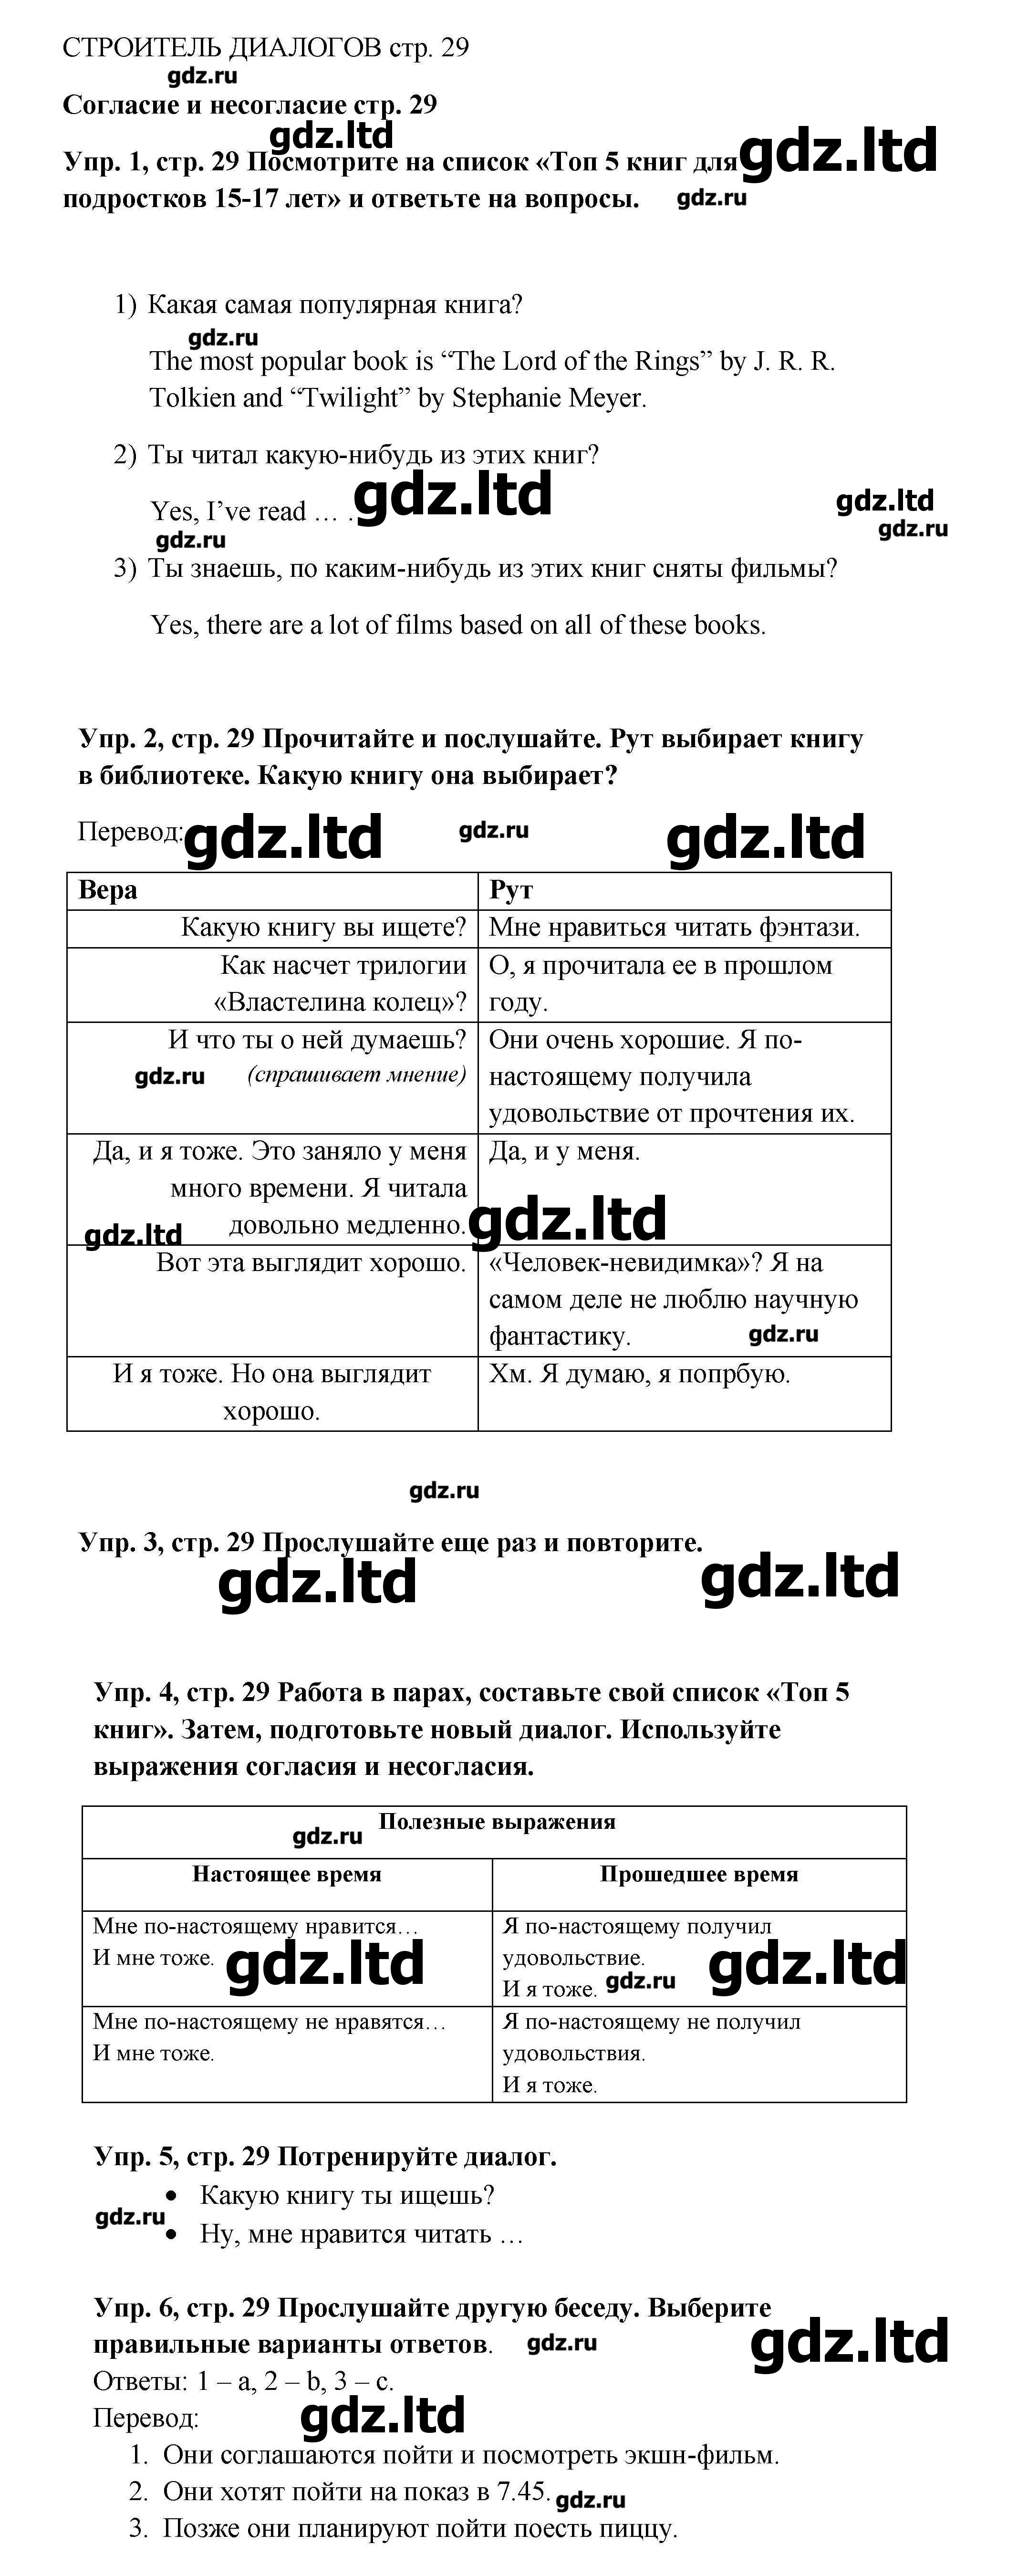 СТРОИТЕЛЬ ДИАЛОГОВ стр. 29
gdz.ru
Согласие и несогласие стр. 29
gdz.ltd
gdz.ltd
Упр. 1, стр. 29 Посмотрите на список «Топ 5 книг для
подростков 15-17 лет» и ответьте на вопросы.
gdz.ru
1) Какая самая популярная книга?
gdz.ru
The most popular book is “The Lord of the Rings” by J. R. R.
Tolkien and “Twilight” by Stephanie Meyer.
2) Ты читал какую-нибудь из этих книг?
gdz.ltd
gdz.ltd
Yes, I’ve read … .
gdz.ru
gdz.ru
3) Ты знаешь, по каким-нибудь из этих книг сняты фильмы?
Yes, there are a lot of films based on all of these books.
Упр. 2, стр. 29 Прочитайте и послушайте. Рут выбирает книгу
в библиотеке. Какую книгу она выбирает?
Перевод:
gdz.ltd
gdz.ru
gdz.ltd
Вера
Рут
Какую книгу вы ищете?
Мне нравиться читать фэнтази.
Как насчет трилогии
«Властелина колец»?
О, я прочитала ее в прошлом
году.
И что ты о ней думаешь?
gdz.ru
(спрашивает мнение)
Они очень хорошие. Я по-
настоящему получила
удовольствие от прочтения их.
Да, и я тоже. Это заняло у меня
много времени. Я читала
довольно медленно.
gdz.ltd
Да, и у меня.
gdz.ltd
Вот эта выглядит хорошо.
«Человек-невидимка»? Я на
самом деле не люблю научную
фантастику.
gdz.ru
И я тоже. Но она выглядит
хорошо.
Хм. Я думаю, я попрбую.
gdz.ru
Упр. 3, стр. 29 Прослушайте еще раз и повторите.
gdz.ltd
gdz.ltd
Упр. 4, стр. 29 Работа в парах, составьте свой список «Топ 5
книг». Затем, подготовьте новый диалог. Используйте
выражения согласия и несогласия.
Полезные выражения
gdz.ru
Настоящее время
Прошедшее время
Мне по-настоящему нравится…
И мне тоже.
gdz.ltd
Я по-настоящему получил
удовольствие.
И я тоже.
gdz.ru
gdz.ltd
Мне по-настоящему не нравятся…
И мне тоже.
Я по-настоящему не получил
удовольствия.
И я тоже.
Упр. 5, стр. 29 Потренируйте диалог.
• Какую книгу ты ищешь?
gdz.ru
• Ну, мне нравится читать …
Упр. 6, стр. 29 Прослушайте другую беседу. Выберите
правильные варианты ответов.
gdz.ru
gdz.ltd
Ответы: 1 – a, 2 – b, 3 – c.
Перевод:
gdz.ltd
1. Они соглашаются пойти и посмотреть экшн-фильм.
2. Они хотят пойти на показ в 7.45.
gdz.ru
3. Позже они планируют пойти поесть пиццу.